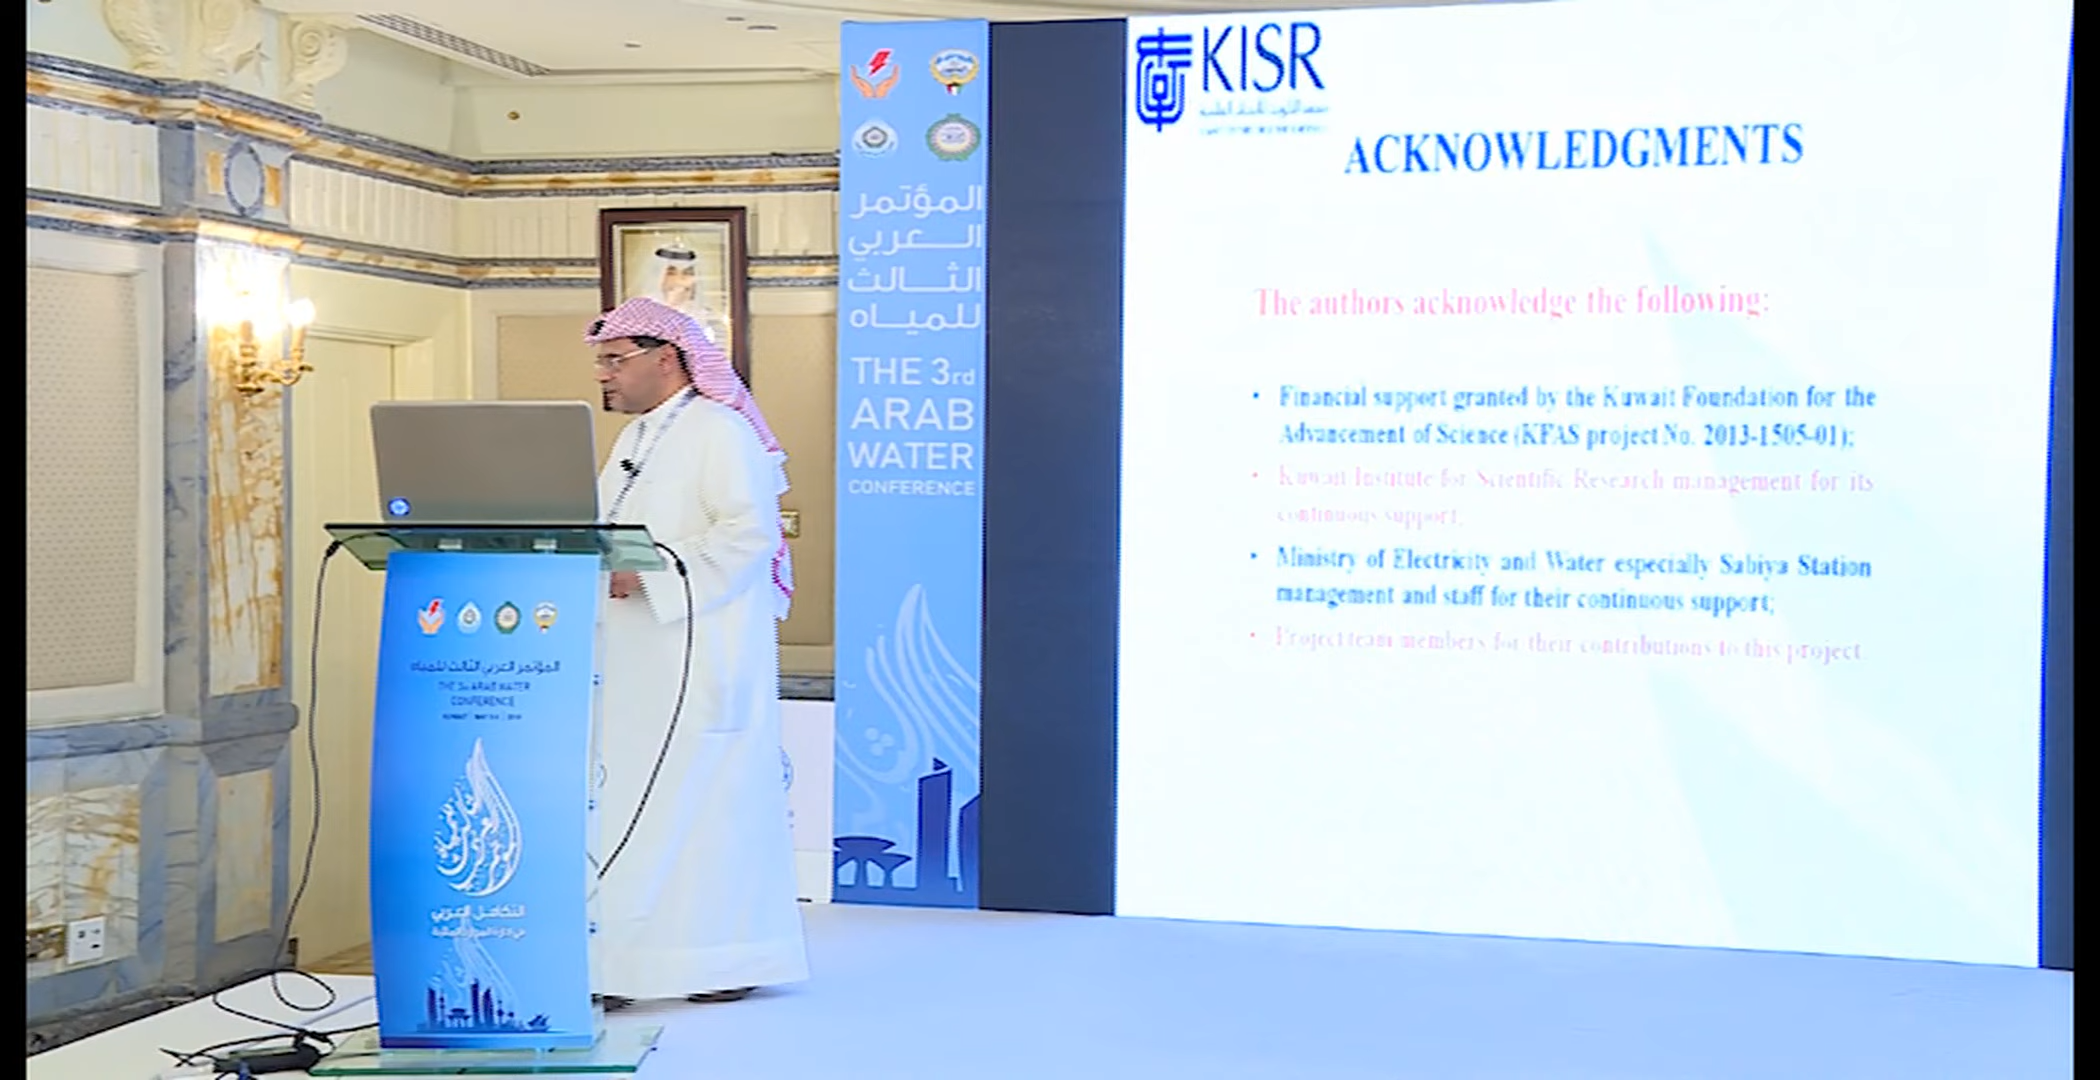 المؤتمر
العربي
الثالث
للمياه
THE 3rd
ARAB
WATER
CONFERENCE
KISR
ACKNOWLEDGMENTS
The authors acknowledge the following:
• Financial support granted by the Kuwait Foundation for the
Advancement of Science (KFAS project No. 2013-1505-01);
• Kuwait Institute for Scientific Research management for its
continuous support;
• Ministry of Electricity and Water especially Sabiya Station
management and staff for their continuous support;
• Project team members for their contributions to this project.
المؤتمر العربي الثالث للمياه
THE 3rd ARAB WATER
CONFERENCE
التكامل العربي